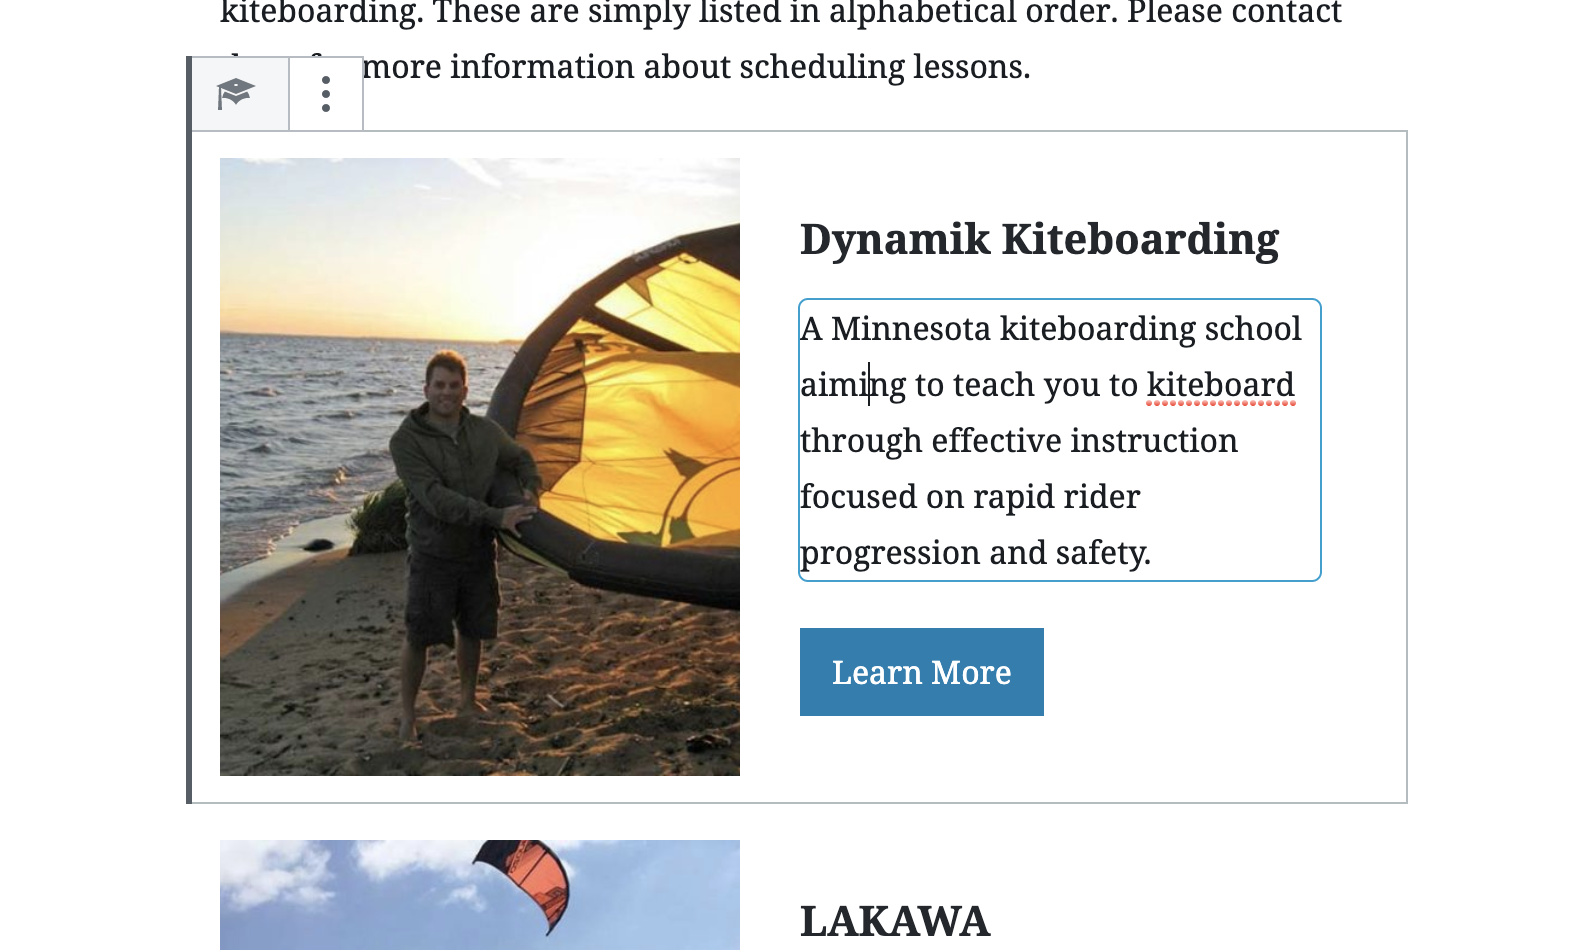 kiteboarding. These are simply listed in alphabetical order. Please contact
more information about scheduling lessons.
Dynamik Kiteboarding
A Minnesota kiteboarding school
aiming to teach you to kiteboard
through effective instruction
focused on rapid rider
progression and safety.
Learn More
LAKAWA